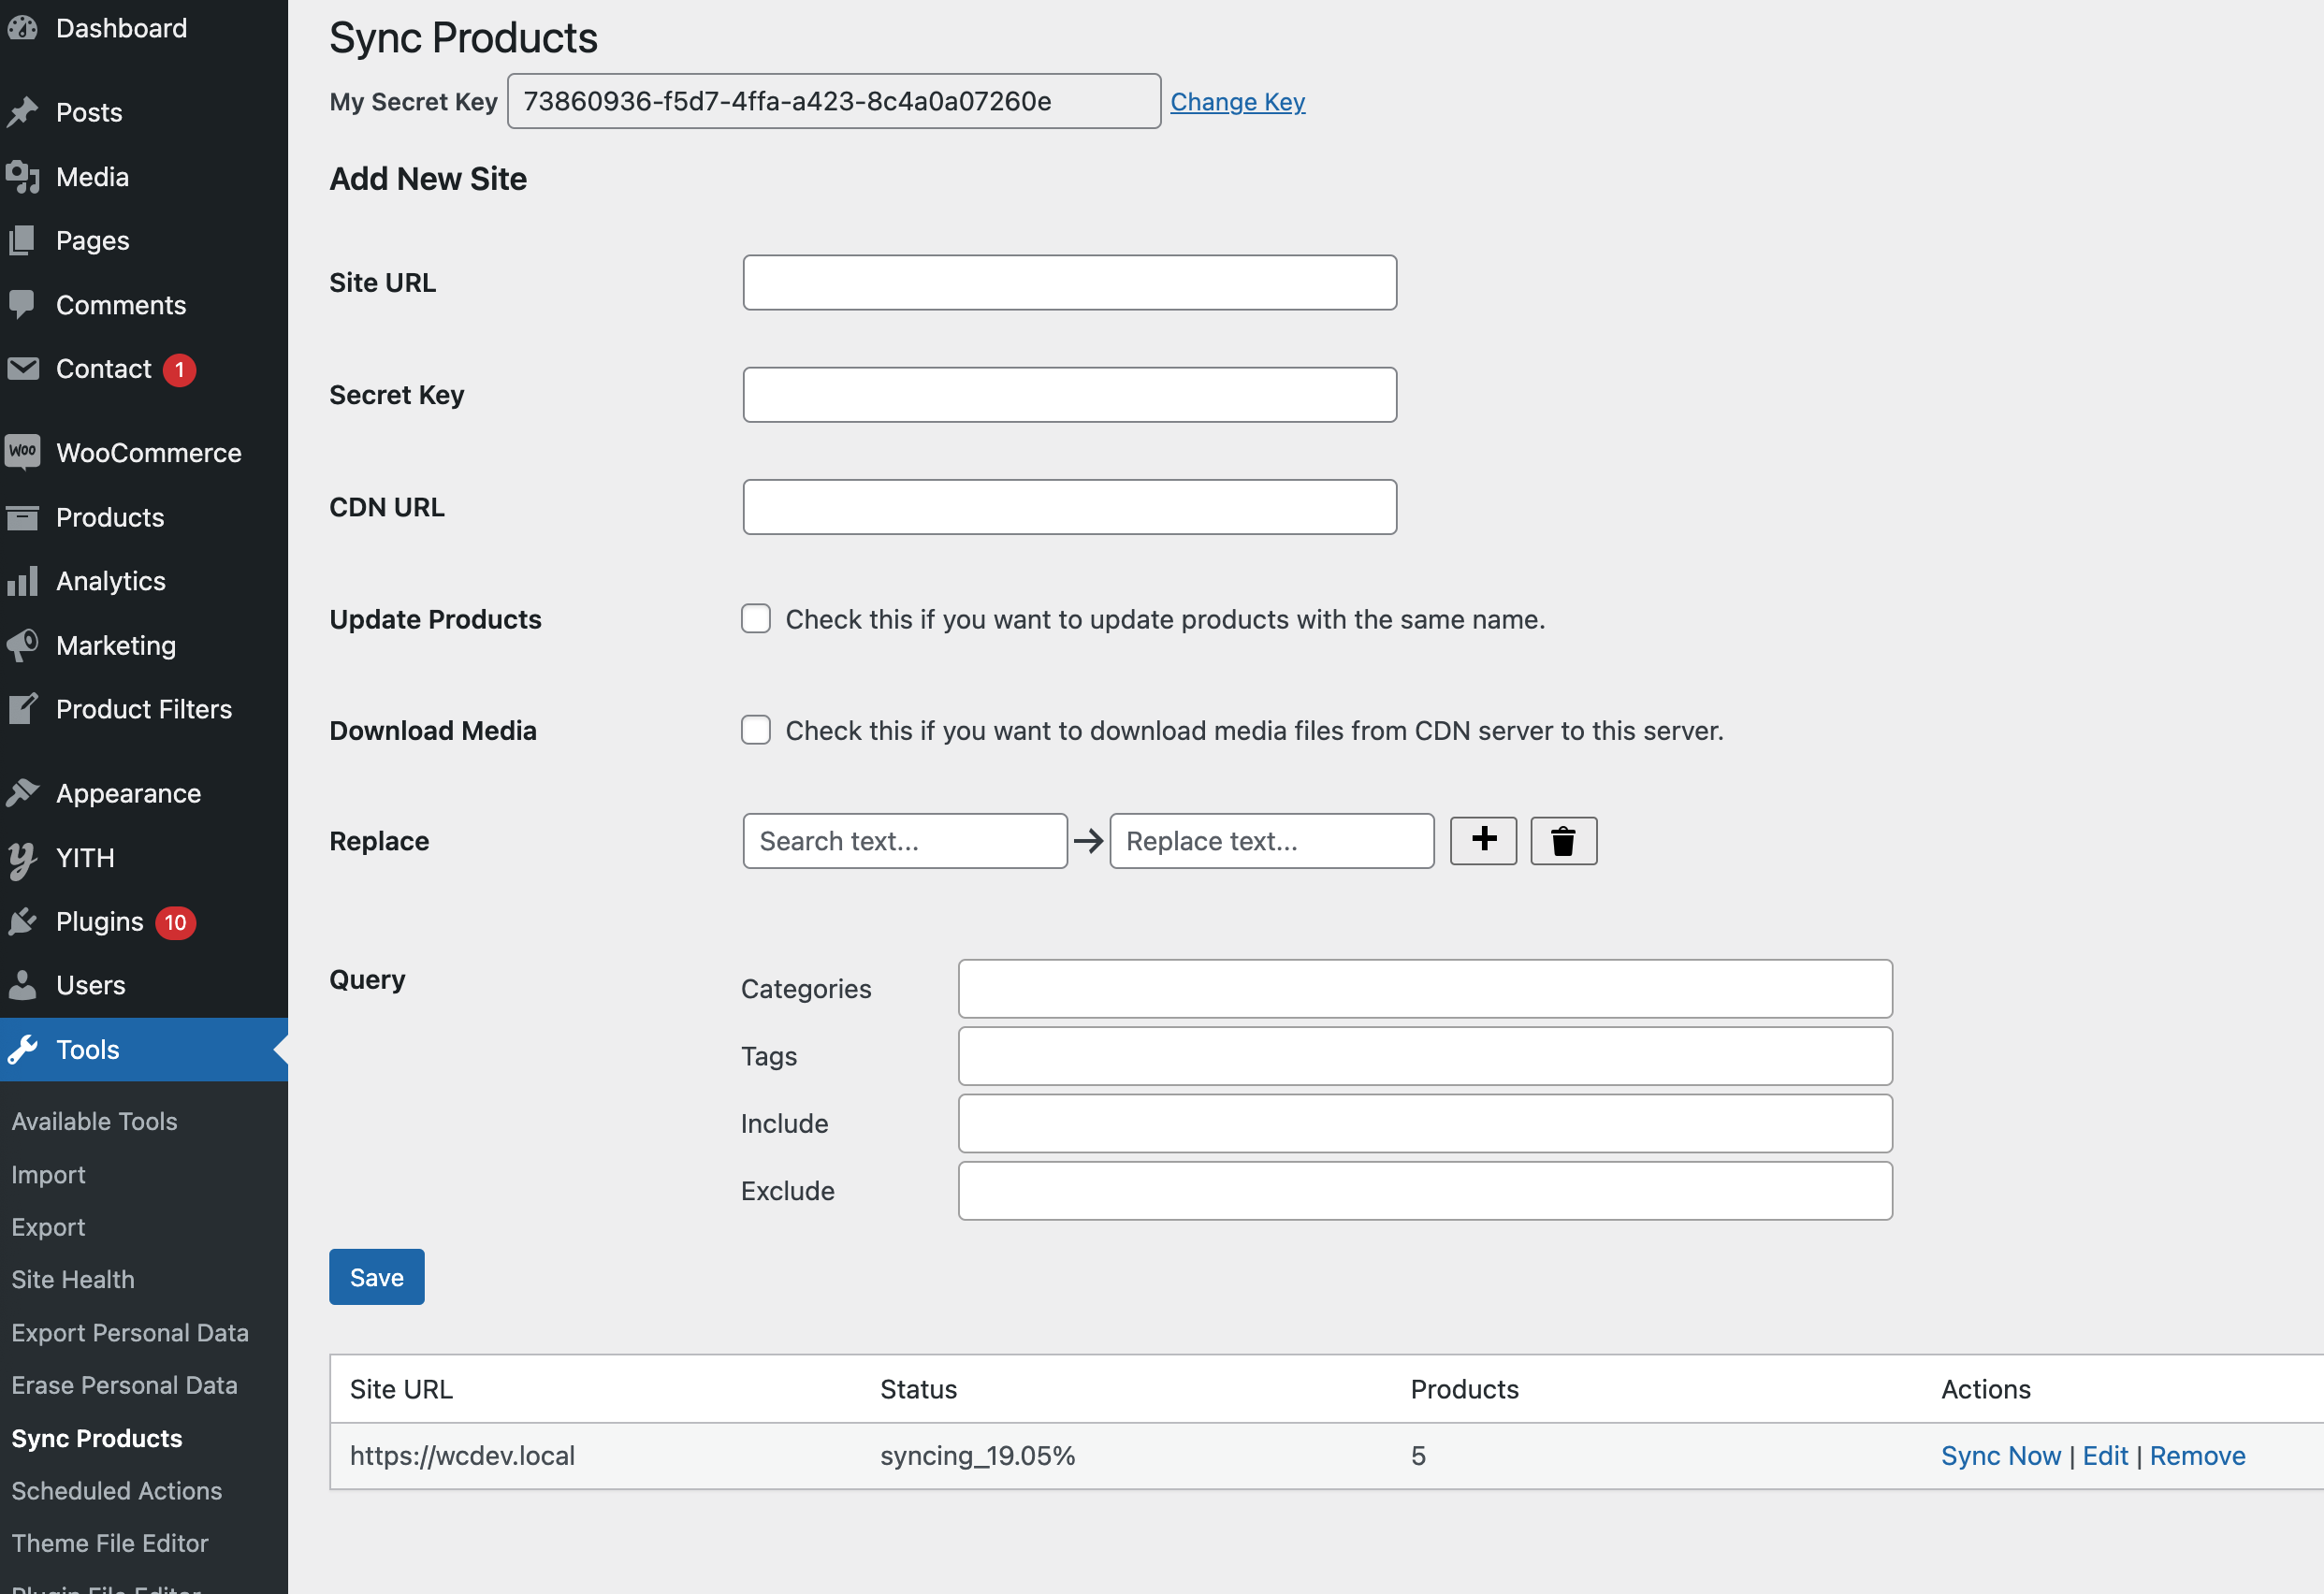 Dashboard
Posts
Media
Pages
Comments
Contact 1
WOO WooCommerce
Products
Analytics
Marketing
Product Filters
Appearance
YITH
Plugins 10
Users
Tools
Available Tools
Import
Export
Site Health
Export Personal Data
Erase Personal Data
Sync Products
Scheduled Actions
Theme File Editor
Plugin File Editor
Sync Products
My Secret Key 73860936-f5d7-4ffa-a423-8c4a0a07260e Change Key
Add New Site
Site URL
Secret Key
CDN URL
Update Products Check this if you want to update products with the same name.
Download Media Check this if you want to download media files from CDN server to this server.
Replace Search text... → Replace text...
Query Categories
Tags
Include
Exclude
Save
Site URL Status Products Actions
https://wcdev.local syncing_19.05% 5 Sync Now | Edit | Remove